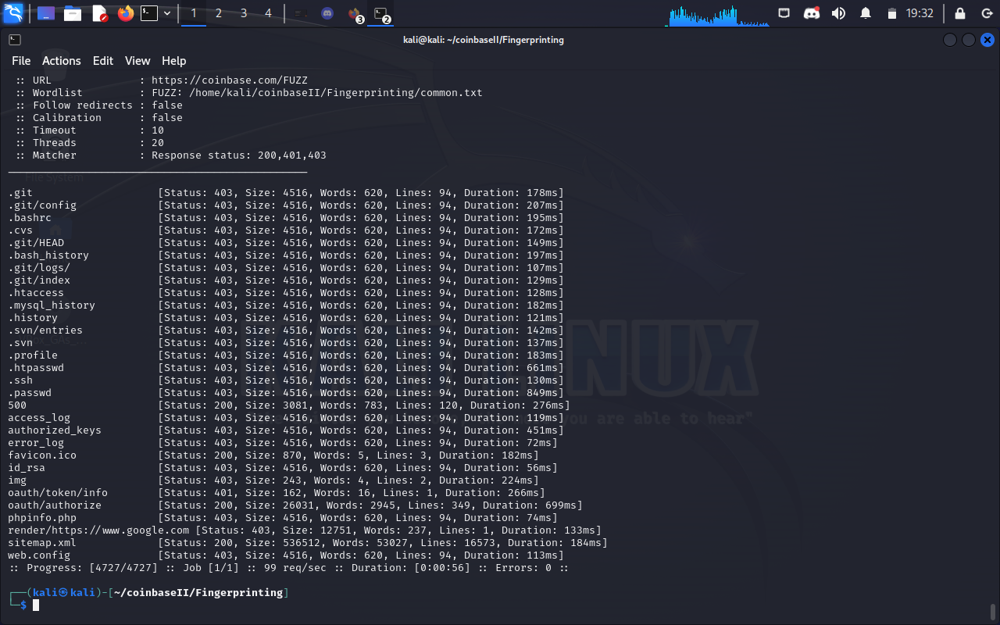 1 2 3 4 3 2 19:32
kali@kali: ~/coinbaseII/Fingerprinting
File Actions Edit View Help
:: URL : https://coinbase.com/FUZZ
:: Wordlist : FUZZ: /home/kali/coinbaseII/Fingerprinting/common.txt
:: Follow redirects : false
:: Calibration : false
:: Timeout : 10
:: Threads : 20
:: Matcher : Response status: 200,401,403
File System
.git [Status: 403, Size: 4516, Words: 620, Lines: 94, Duration: 178ms]
.git/config [Status: 403, Size: 4516, Words: 620, Lines: 94, Duration: 207ms]
.bashrc [Status: 403, Size: 4516, Words: 620, Lines: 94, Duration: 195ms]
.cvs [Status: 403, Size: 4516, Words: 620, Lines: 94, Duration: 172ms]
.git/HEAD [Status: 403, Size: 4516, Words: 620, Lines: 94, Duration: 149ms]
.bash_history [Status: 403, Size: 4516, Words: 620, Lines: 94, Duration: 197ms]
.git/logs/ [Status: 403, Size: 4516, Words: 620, Lines: 94, Duration: 107ms]
.git/index [Status: 403, Size: 4516, Words: 620, Lines: 94, Duration: 129ms]
.htaccess [Status: 403, Size: 4516, Words: 620, Lines: 94, Duration: 128ms]
.mysql_history [Status: 403, Size: 4516, Words: 620, Lines: 94, Duration: 182ms]
.history [Status: 403, Size: 4516, Words: 620, Lines: 94, Duration: 121ms]
.svn/entries [Status: 403, Size: 4516, Words: 620, Lines: 94, Duration: 142ms]
.svn [Status: 403, Size: 4516, Words: 620, Lines: 94, Duration: 137ms]
.profile [Status: 403, Size: 4516, Words: 620, Lines: 94, Duration: 183ms]
.htpasswd [Status: 403, Size: 4516, Words: 620, Lines: 94, Duration: 661ms]
.ssh [Status: 403, Size: 4516, Words: 620, Lines: 94, Duration: 130ms]
.passwd [Status: 403, Size: 4516, Words: 620, Lines: 94, Duration: 849ms]
500 [Status: 200, Size: 3081, Words: 783, Lines: 120, Duration: 276ms]
access_log [Status: 403, Size: 4516, Words: 620, Lines: 94, Duration: 119ms]
you are able to hear"
authorized_keys [Status: 403, Size: 4516, Words: 620, Lines: 94, Duration: 451ms]
error_log [Status: 403, Size: 4516, Words: 620, Lines: 94, Duration: 72ms]
favicon.ico [Status: 200, Size: 870, Words: 5, Lines: 3, Duration: 182ms]
id_rsa [Status: 403, Size: 4516, Words: 620, Lines: 94, Duration: 56ms]
img [Status: 403, Size: 243, Words: 4, Lines: 2, Duration: 224ms]
oauth/token/info [Status: 401, Size: 162, Words: 16, Lines: 1, Duration: 266ms]
oauth/authorize [Status: 200, Size: 26031, Words: 2945, Lines: 349, Duration: 699ms]
phpinfo.php [Status: 403, Size: 4516, Words: 620, Lines: 94, Duration: 74ms]
render/https://www.google.com [Status: 403, Size: 12751, Words: 237, Lines: 1, Duration: 133ms]
sitemap.xml [Status: 200, Size: 536512, Words: 53027, Lines: 16573, Duration: 184ms]
web.config [Status: 403, Size: 4516, Words: 620, Lines: 94, Duration: 113ms]
:: Progress: [4727/4727] :: Job [1/1] :: 99 req/sec :: Duration: [0:00:56] :: Errors: 0 ::
┌──(kali㉿kali)-[~/coinbaseII/Fingerprinting]
└─$